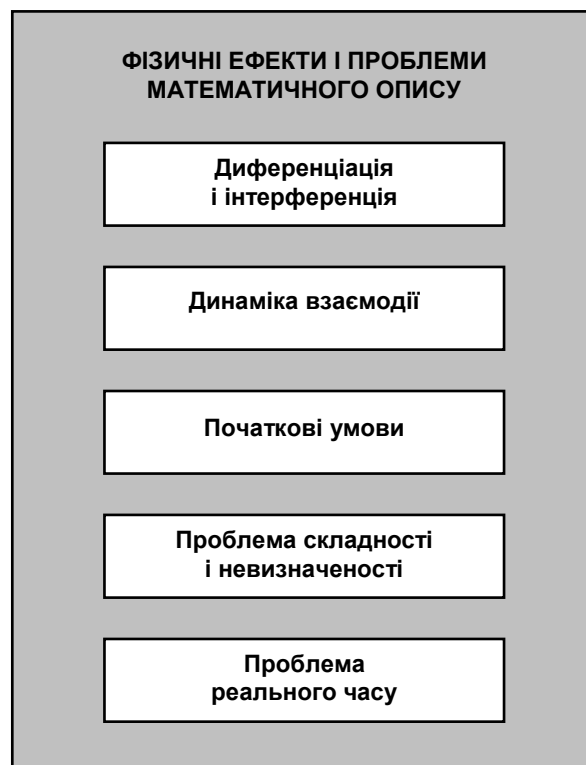 ФІЗИЧНІ ЕФЕКТИ І ПРОБЛЕМИ
МАТЕМАТИЧНОГО ОПИСУ
Диференціація
і інтерференція
Динаміка взаємодії
Початкові умови
Проблема складності
і невизначеності
Проблема
реального часу